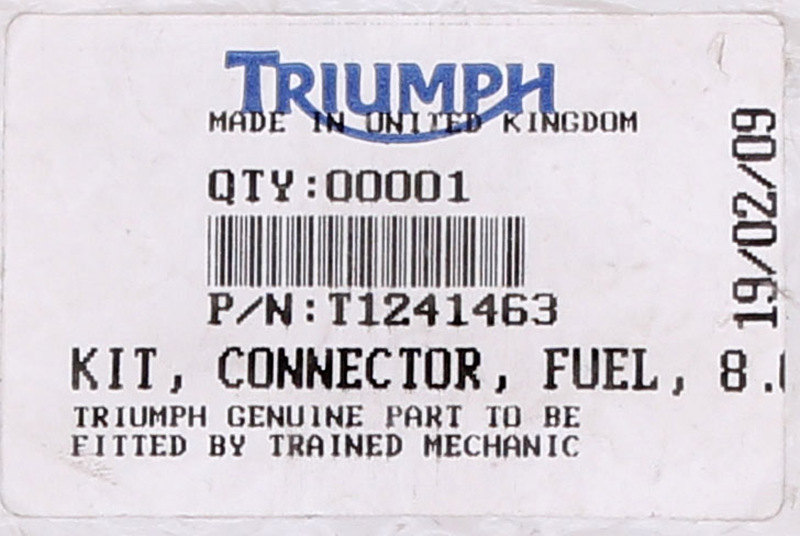 TRIUMPH
MADE IN UNITED KINGDOM
QTY:00001
P/N:T1241463
KIT, CONNECTOR, FUEL, 8.
TRIUMPH GENUINE PART TO BE
FITTED BY TRAINED MECHANIC
19/02/09